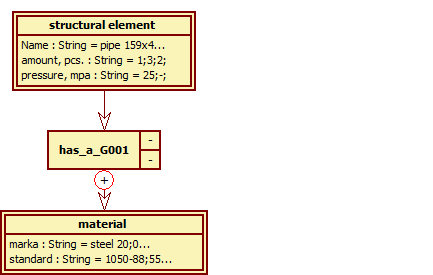 structural element
Name : String = pipe 159x4...
amount, pcs. : String = 1;3;2;
pressure, mpa : String = 25;-;
has_a_G001
-
-
+
material
marka : String = steel 20;0...
standard : String = 1050-88;55...